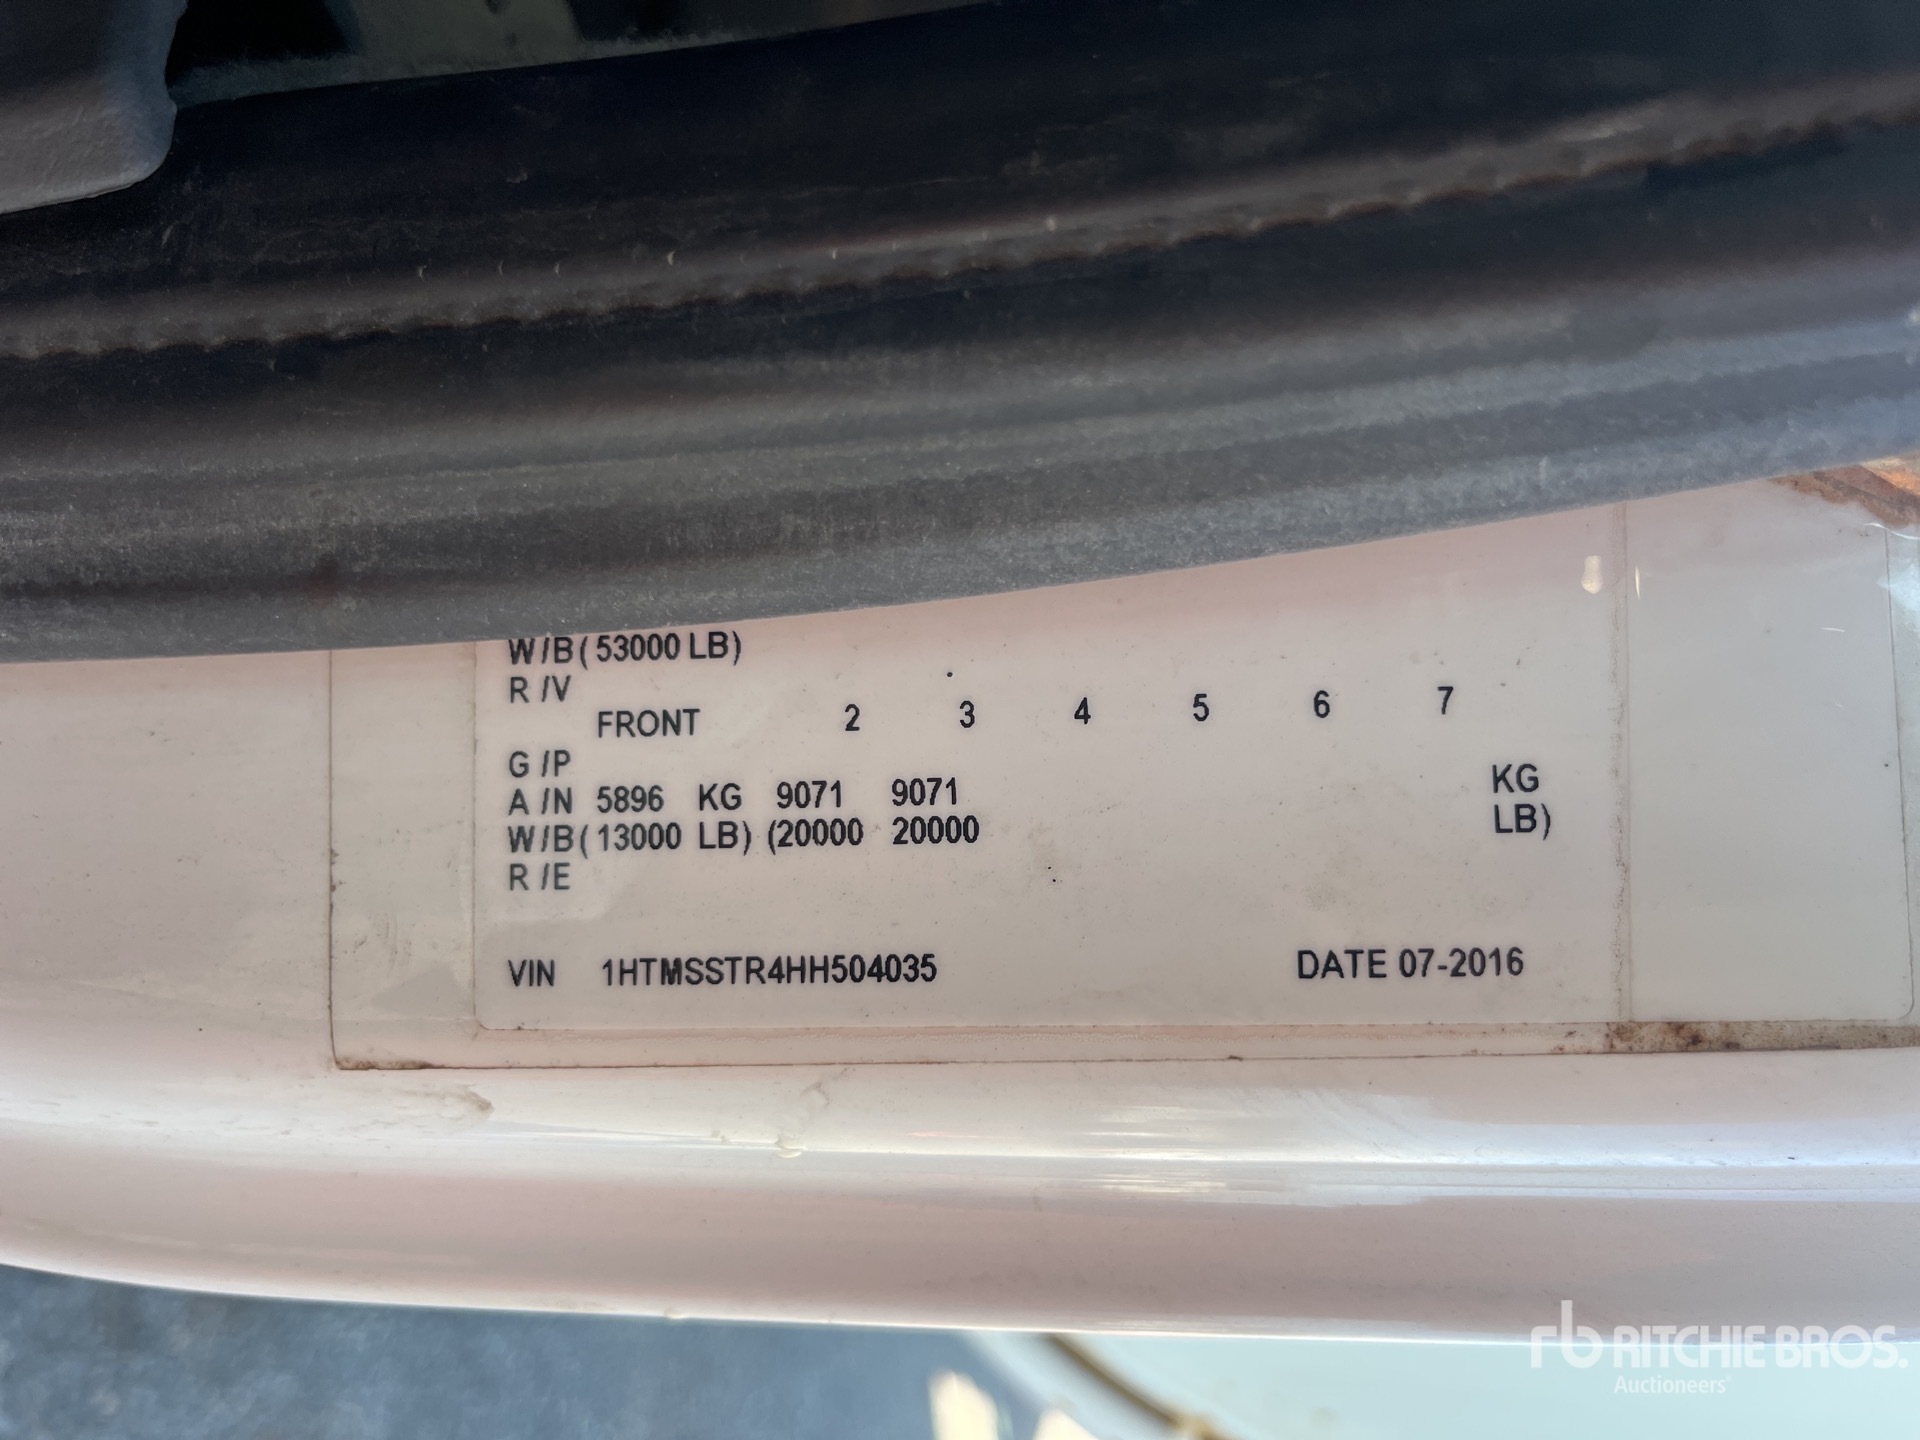 W/B (53000 LB)
R /V
FRONT 2 3 4 5 6 7
G /P
A /N 5896 KG 9071 9071 KG
W/B (13000 LB) (20000 20000 LB)
R /E
VIN 1HTMSSTR4HH504035 DATE 07-2016
rb RITCHIE BROS.
Auctioneers